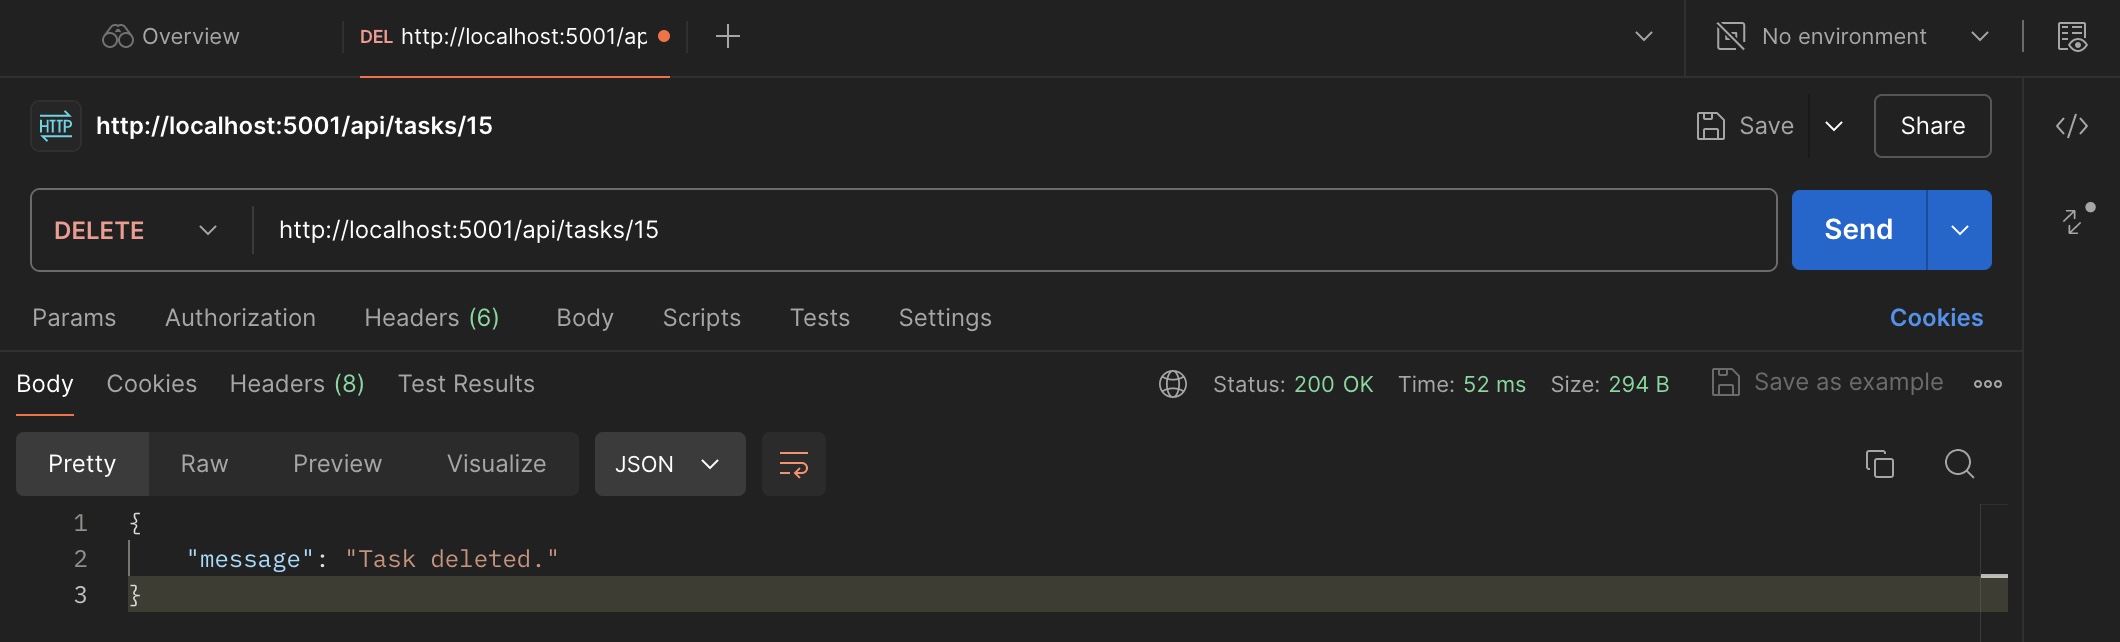 Overview
DEL http://localhost:5001/ap
No environment
HTTP http://localhost:5001/api/tasks/15
Save
Share
</>
DELETE http://localhost:5001/api/tasks/15
Send
Params Authorization Headers (6) Body Scripts Tests Settings Cookies
Body Cookies Headers (8) Test Results Status: 200 OK Time: 52 ms Size: 294 B Save as example
Pretty Raw Preview Visualize JSON
1 {
2 "message": "Task deleted."
3 }